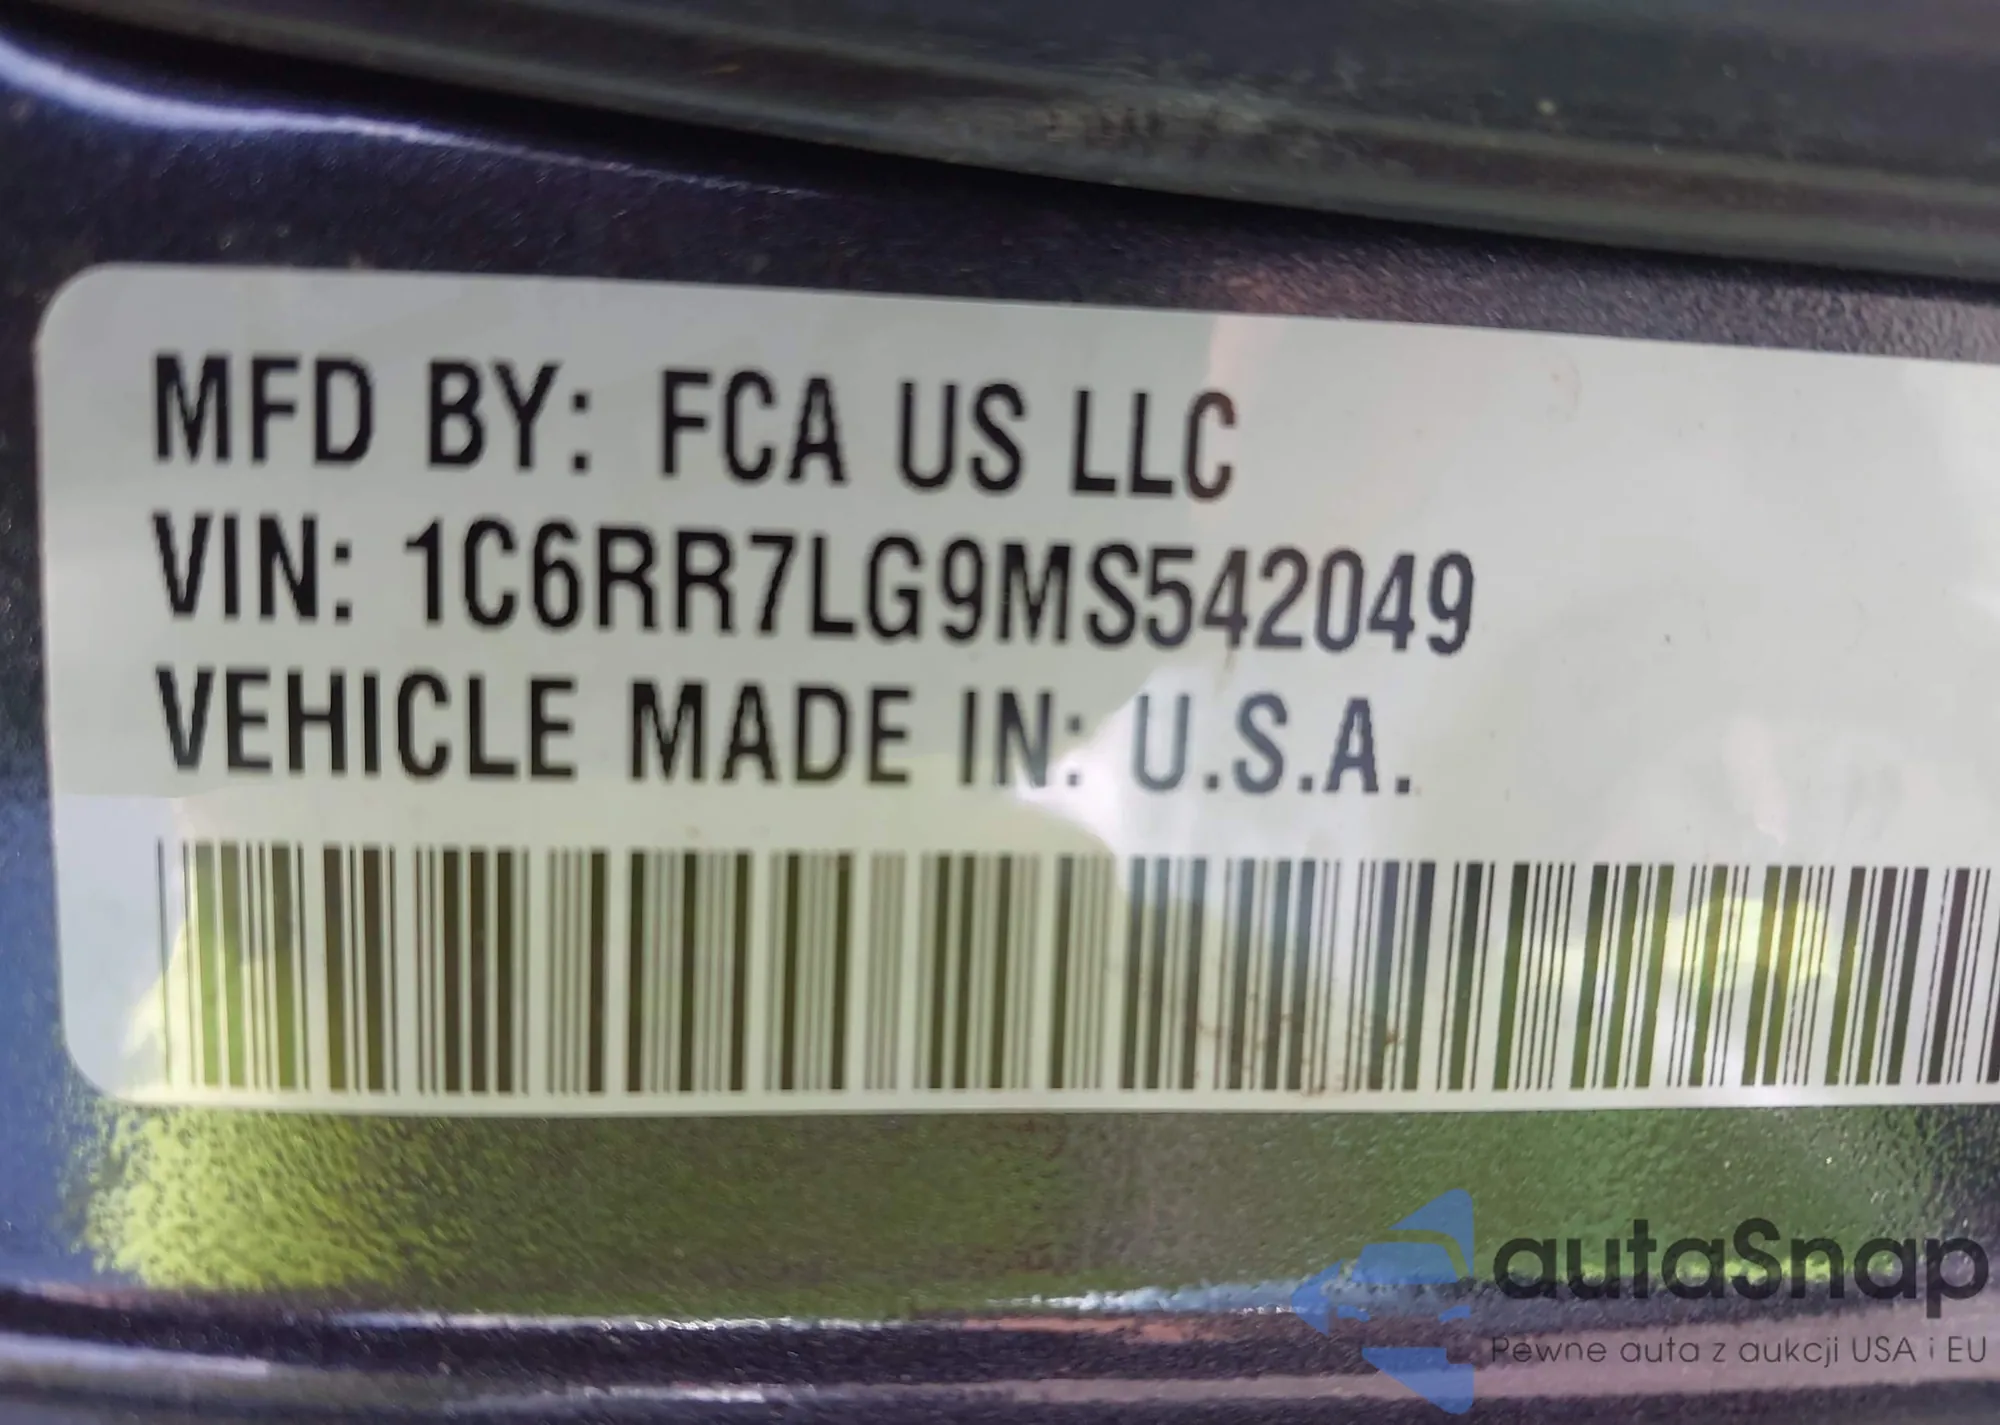 MFD BY: FCA US LLC
VIN: 1C6RR7LG9MS542049
VEHICLE MADE IN: U.S.A.
autaSnap
Pewne auta z aukcji USA i EU